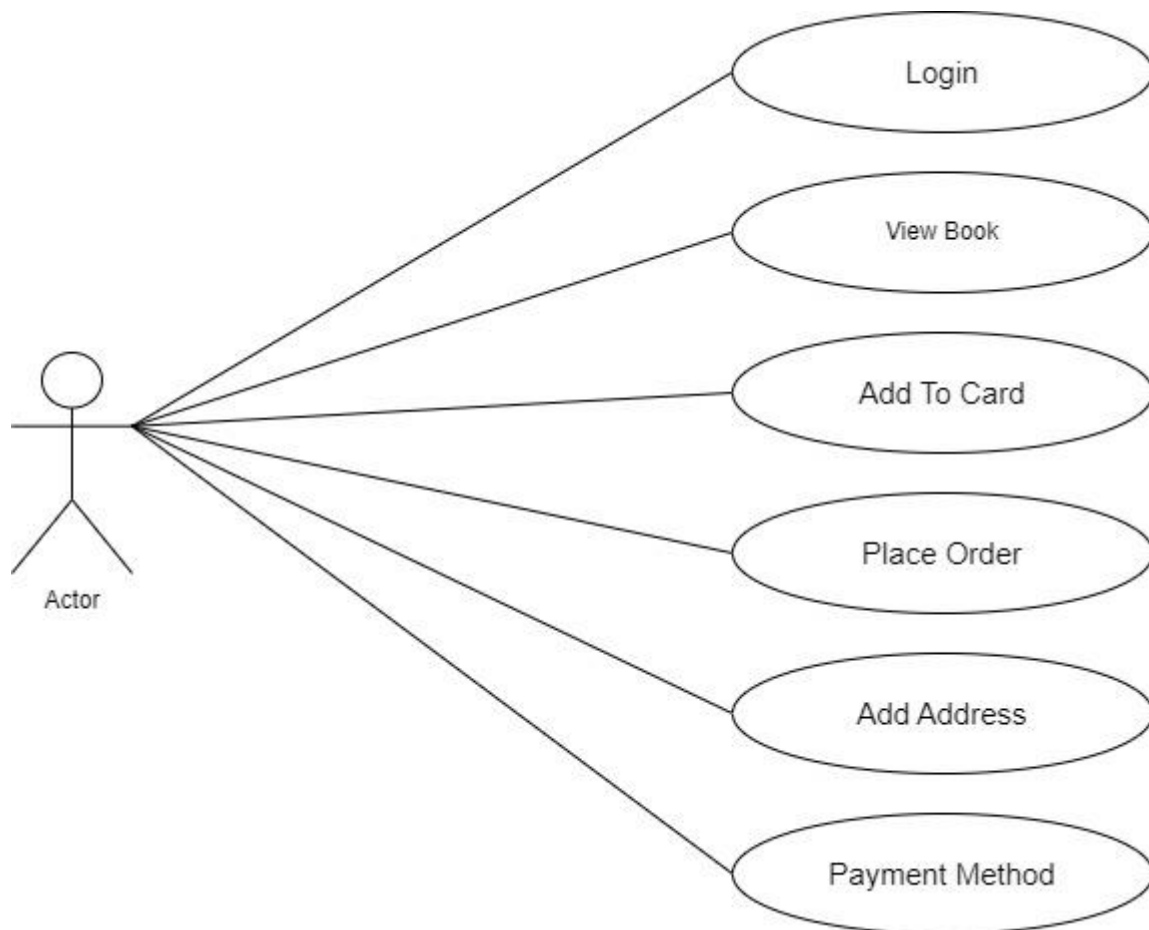 Login
View Book
Add To Card
Actor
Place Order
Add Address
Payment Method